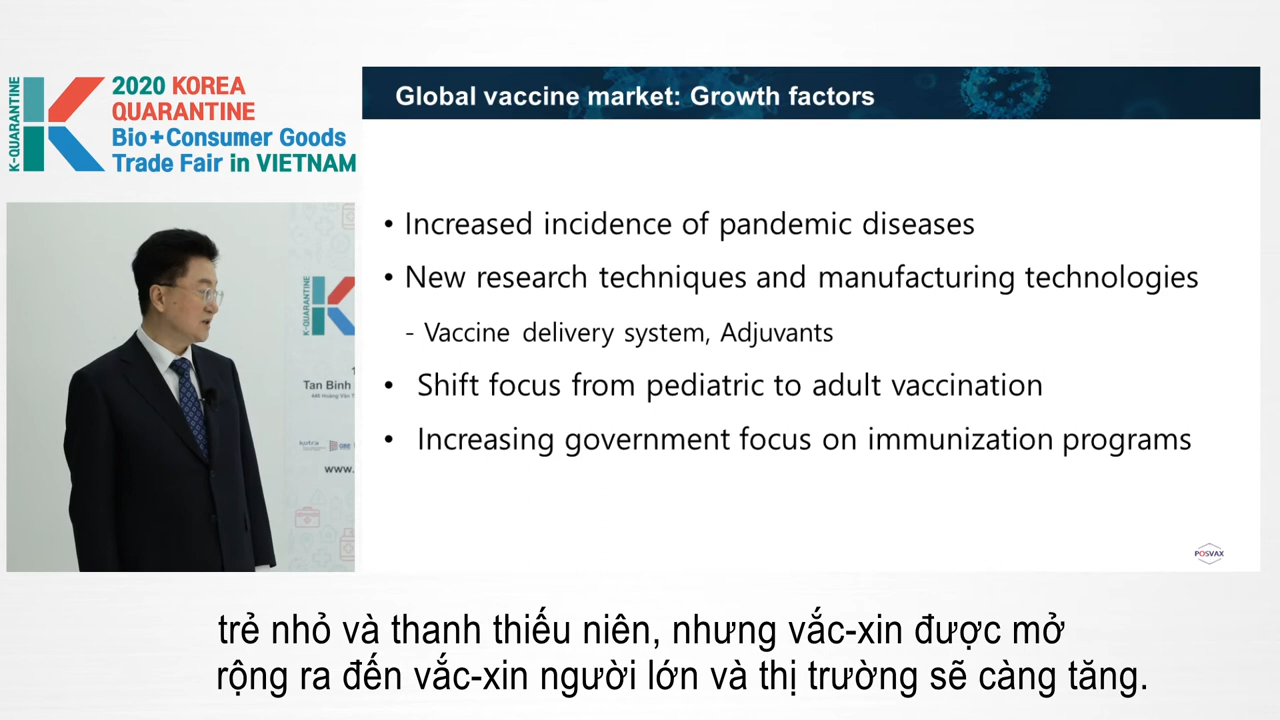 K-QUARANTINE
2020 KOREA
QUARANTINE
Bio+Consumer Goods
Trade Fair in VIETNAM
Global vaccine market: Growth factors
• Increased incidence of pandemic diseases
• New research techniques and manufacturing technologies
- Vaccine delivery system, Adjuvants
• Shift focus from pediatric to adult vaccination
• Increasing government focus on immunization programs
POSVAX
K-QUARANTINE
Tan Binh
kotra
www.
trẻ nhỏ và thanh thiếu niên, nhưng vắc-xin được mở
rộng ra đến vắc-xin người lớn và thị trường sẽ càng tăng.